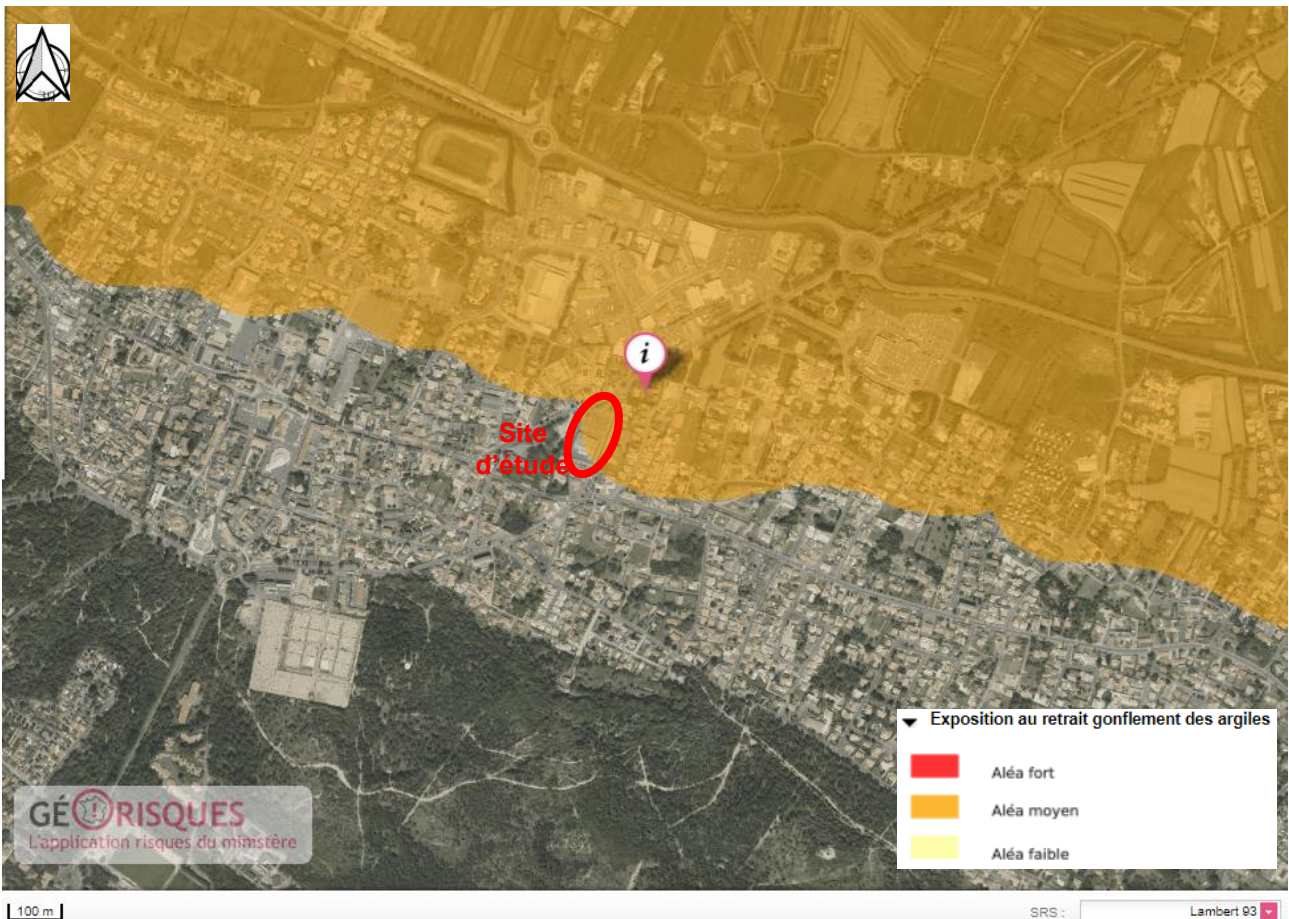 i
Site
d'étude
Exposition au retrait gonflement des argiles
Aléa fort
Aléa moyen
Aléa faible
GÉORISQUES
L'application risques du ministère
100 m
SRS :
Lambert 93